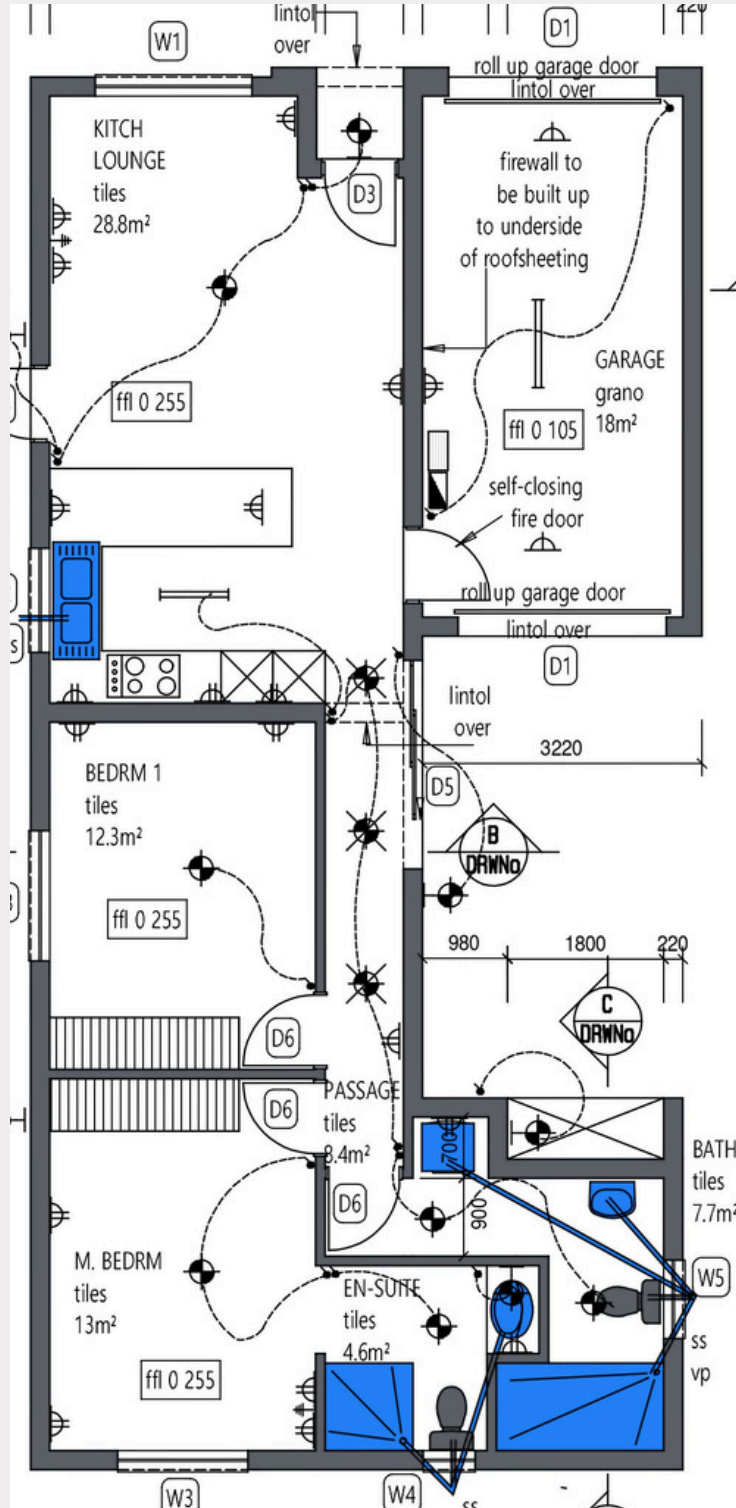 220
W1
lintol
over
D1
roll up garage door
lintol over
KITCH
LOUNGE
tiles
28.8m²
D3
firewall to
be built up
to underside
of roofsheeting
GARAGE
grano
18m²
ffl 0 255
ffl 0 105
self-closing
fire door
roll up garage door
lintol over
D1
lintol
over
3220
D5
BEDRM 1
tiles
12.3m²
B
DRWNo
ffl 0 255
980
1800
220
C
DRWNo
D6
D6
PASSAGE
tiles
8.4m²
700
BATH
tiles
7.7m²
D6
900
M. BEDRM
tiles
13m²
EN-SUITE
tiles
4.6m²
W5
ss
vp
ffl 0 255
W3
W4
ss